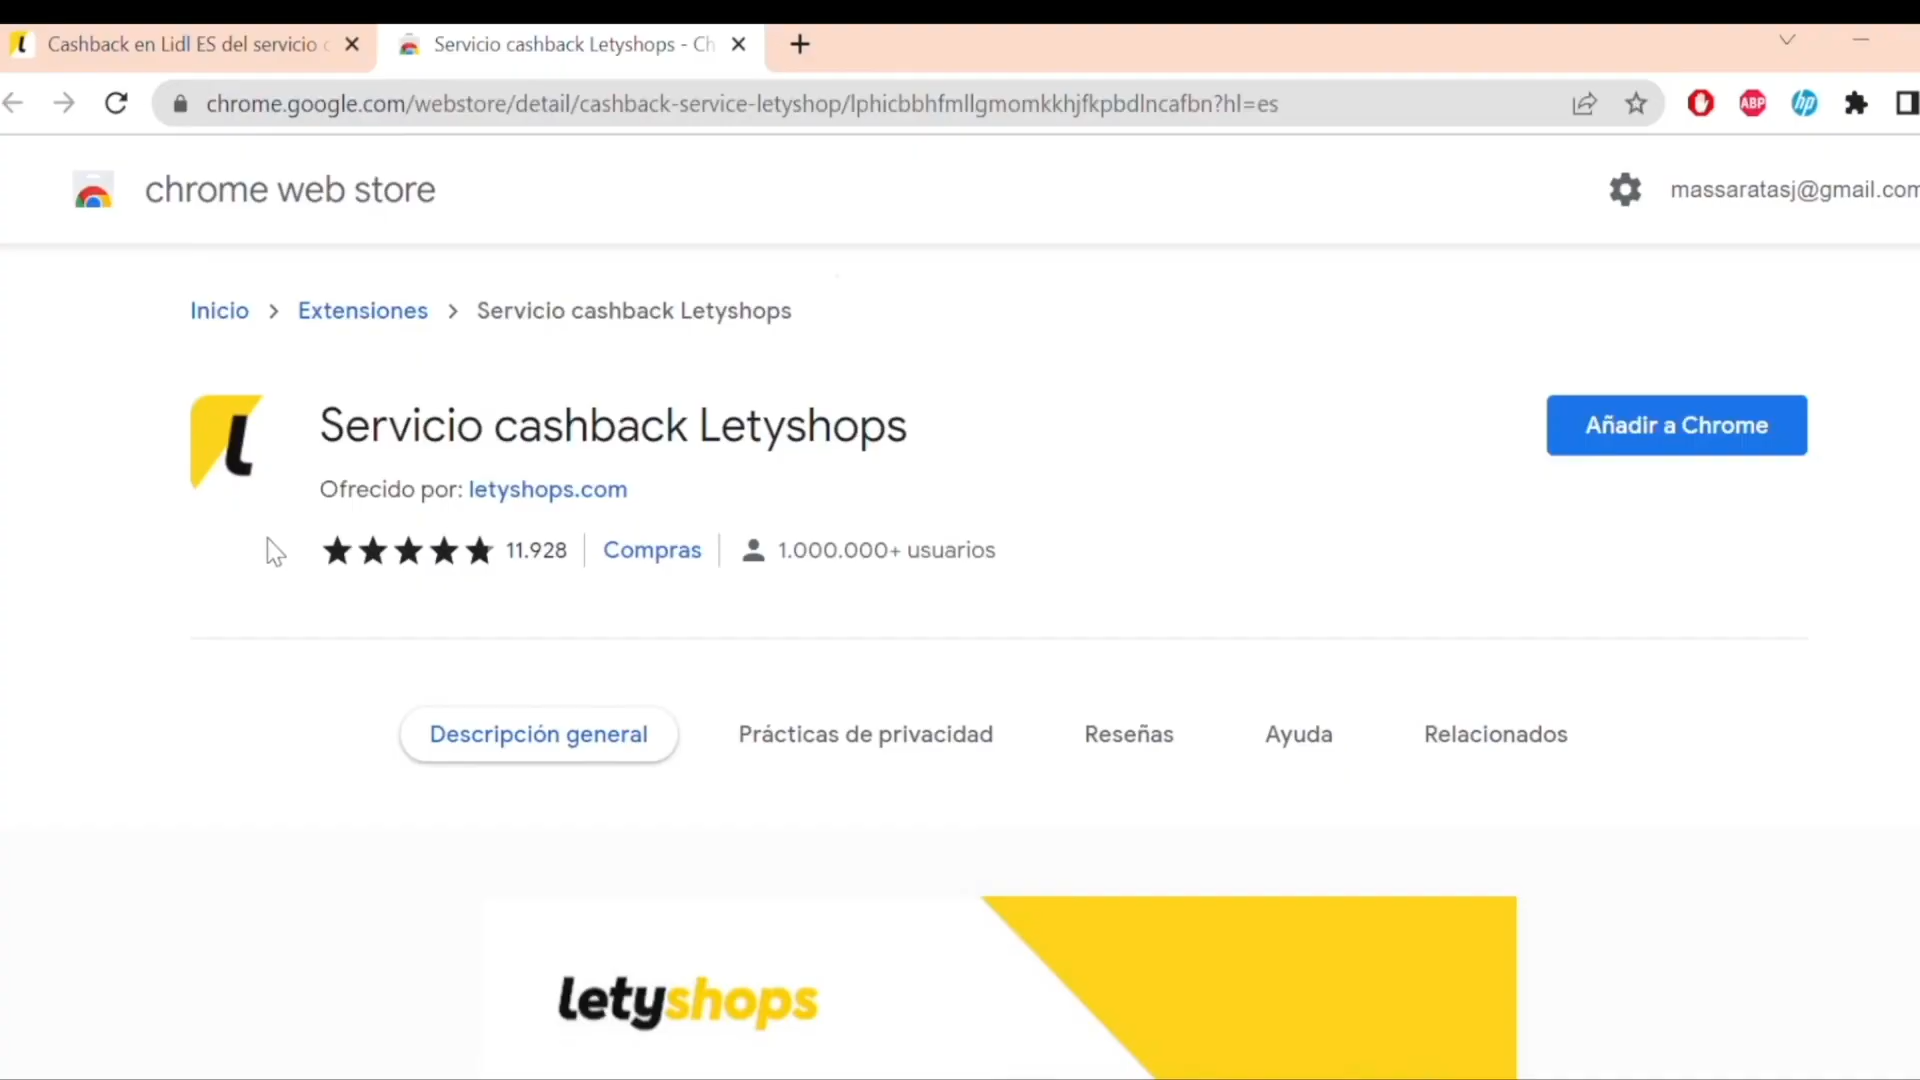 Cashback en Lidl ES del servicio
Servicio cashback Letyshops - Ch
chrome.google.com/webstore/detail/cashback-service-letyshop/lphicbbhfmllgmomkkhjfkpbdlncafbn?hl=es
ABP
hp
chrome web store
massaratasj@gmail.com
Inicio > Extensiones > Servicio cashback Letyshops
l
Servicio cashback Letyshops
Añadir a Chrome
Ofrecido por: letyshops.com
11.928 Compras 1.000.000+ usuarios
Descripción general Prácticas de privacidad Reseñas Ayuda Relacionados
letyshops